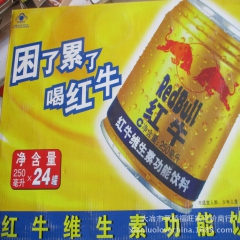 困了累了
喝红牛
Red Bull
红牛
红牛维生素功能饮料
净含量
250毫升×24罐
红牛维生素功能饮